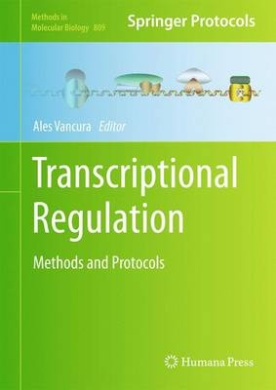 Methods in
Molecular Biology 809
Springer Protocols
Ales Vancura Editor
Transcriptional
Regulation
Methods and Protocols
Humana Press